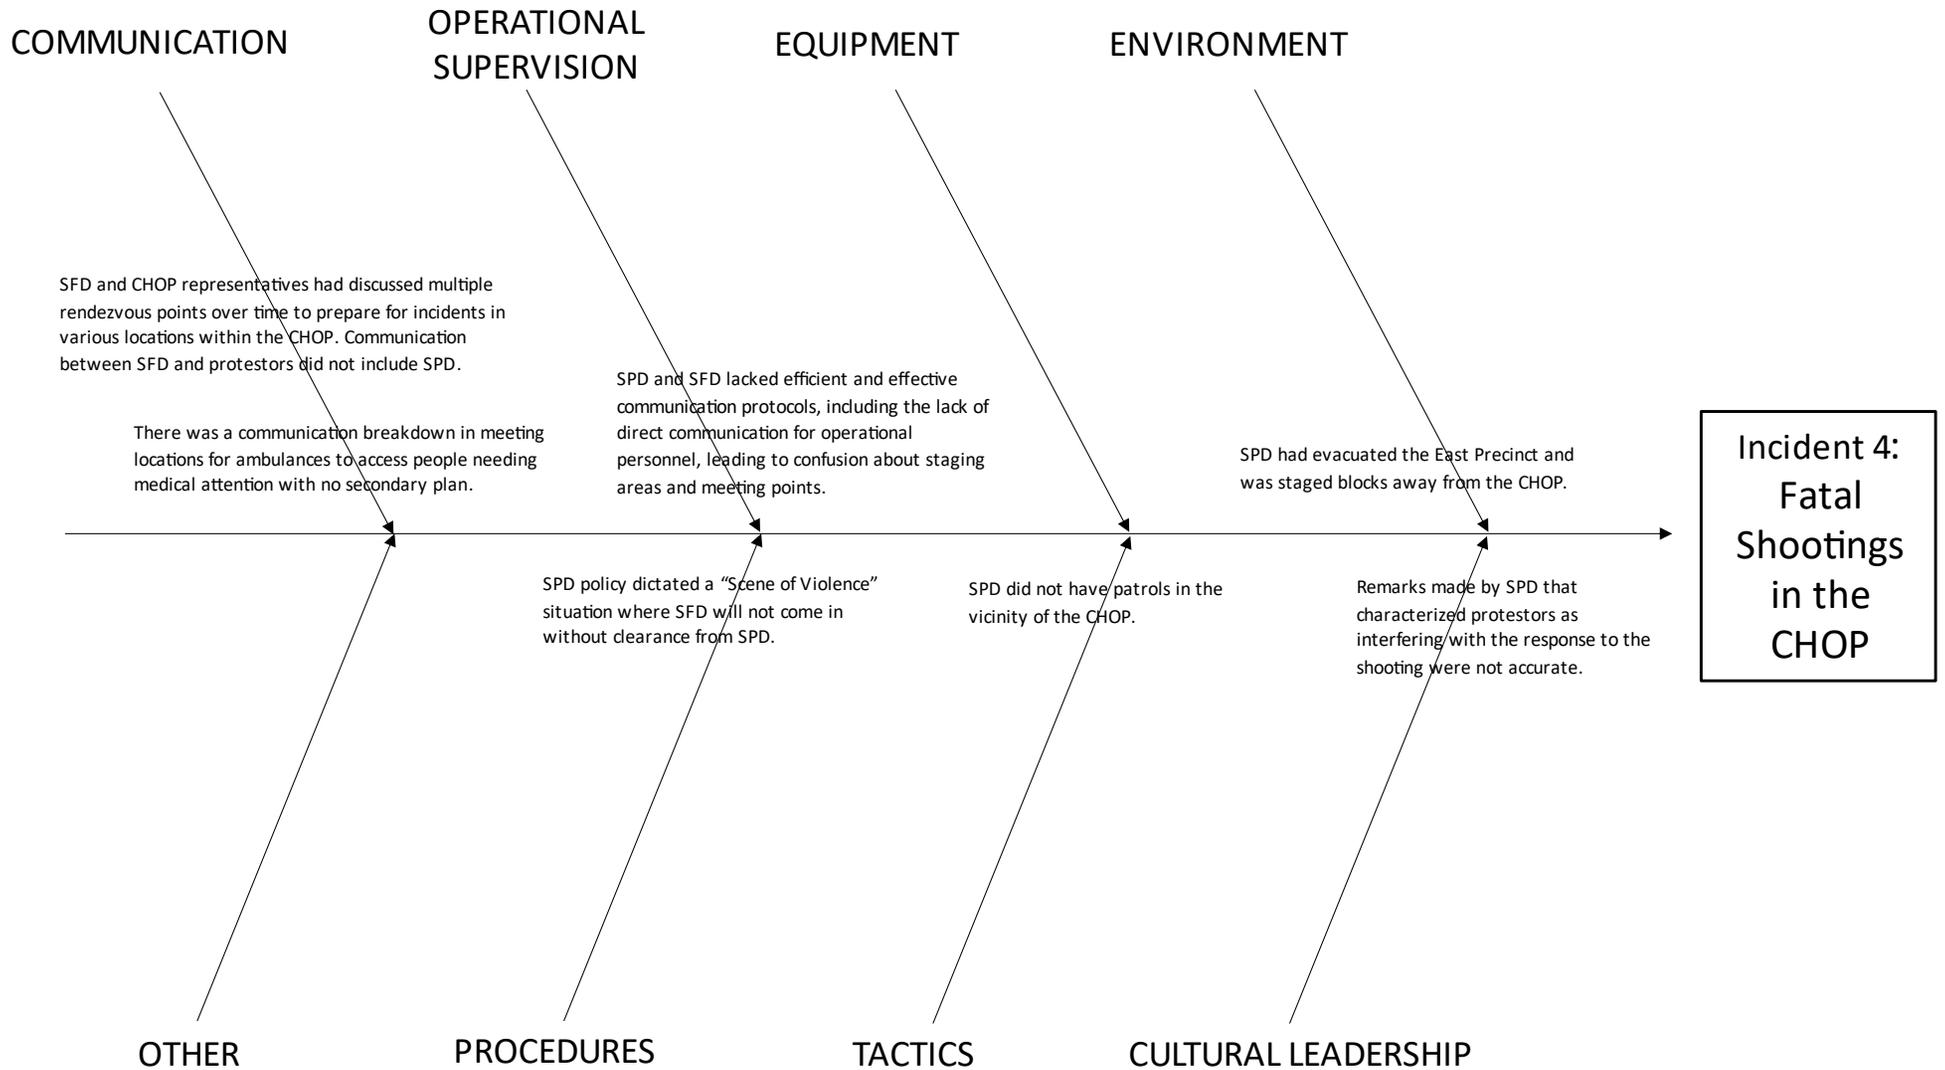 COMMUNICATION
OPERATIONAL
SUPERVISION
EQUIPMENT
ENVIRONMENT
SFD and CHOP representatives had discussed multiple
rendezvous points over time to prepare for incidents in
various locations within the CHOP. Communication
between SFD and protestors did not include SPD.
There was a communication breakdown in meeting
locations for ambulances to access people needing
medical attention with no secondary plan.
SPD and SFD lacked efficient and effective
communication protocols, including the lack of
direct communication for operational
personnel, leading to confusion about staging
areas and meeting points.
SPD had evacuated the East Precinct and
was staged blocks away from the CHOP.
Incident 4:
Fatal
Shootings
in the
CHOP
SPD policy dictated a “Scene of Violence”
situation where SFD will not come in
without clearance from SPD.
SPD did not have patrols in the
vicinity of the CHOP.
Remarks made by SPD that
characterized protestors as
interfering with the response to the
shooting were not accurate.
OTHER
PROCEDURES
TACTICS
CULTURAL LEADERSHIP